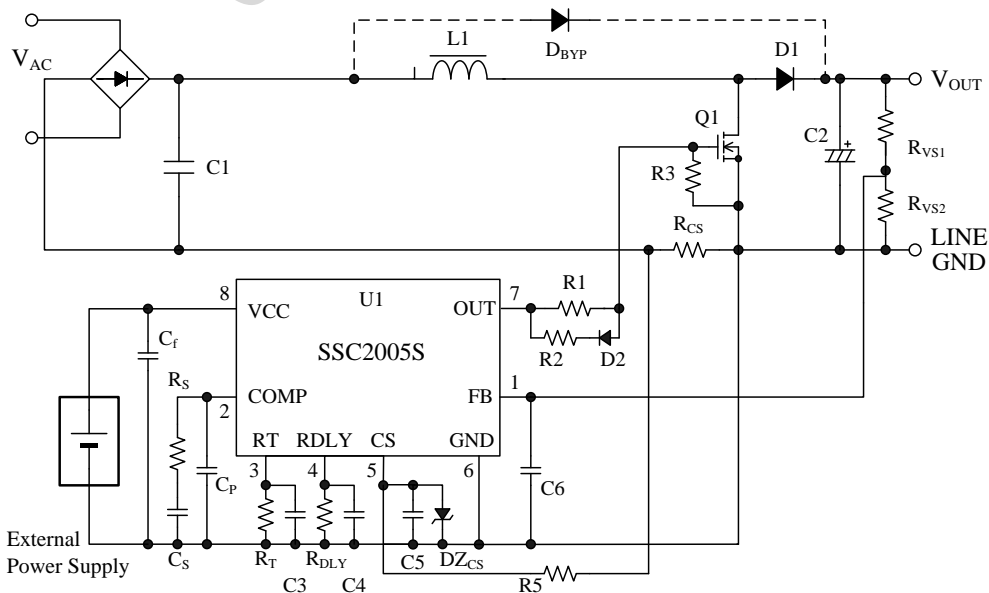 D_BYP
V_AC
L1
D1
V_OUT
C1
Q1
C2
R_VS1
R3
R_VS2
R_CS
LINE
GND
8
VCC
U1
OUT
7
R1
SSC2005S
R2
D2
C_f
R_S
COMP
2
FB
1
RT
RDLY
CS
GND
3
4
5
6
C_P
C6
External
Power Supply
C_S
R_T
C3
R_DLY
C4
C5
DZ_CS
R5
+